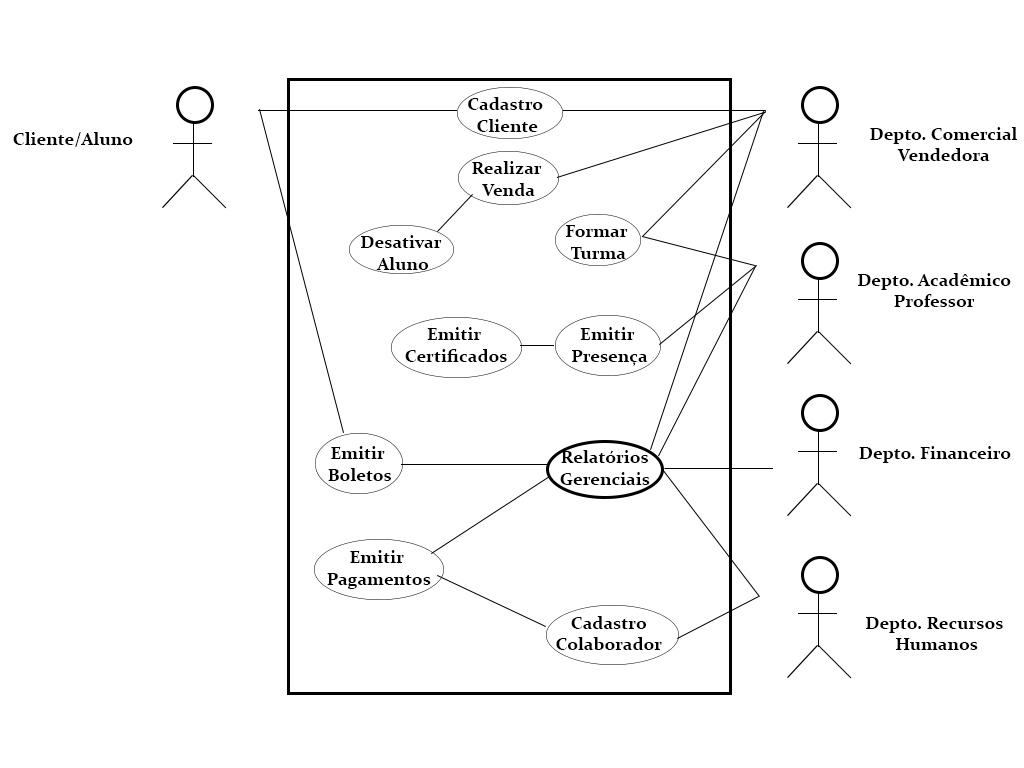 Cliente/Aluno
Cadastro
Cliente
Realizar
Venda
Desativar
Aluno
Formar
Turma
Emitir
Certificados
Emitir
Presença
Emitir
Boletos
Relatórios
Gerenciais
Emitir
Pagamentos
Cadastro
Colaborador
Depto. Comercial
Vendedora
Depto. Acadêmico
Professor
Depto. Financeiro
Depto. Recursos
Humanos